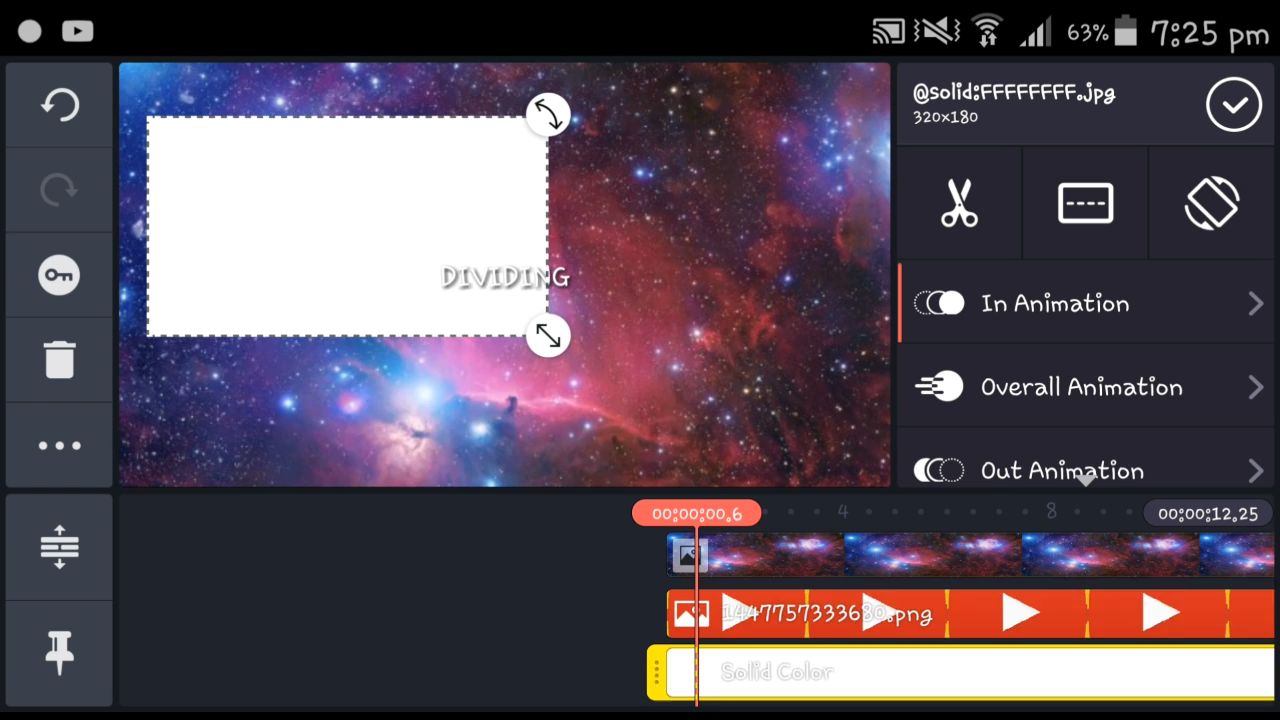 63% 7:25 pm
@solid:FFFFFFFF.jpg
320x180
DIVIDING
In Animation
Overall Animation
Out Animation
00:00:00.6 4 8 00:00:12.25
1447757333680.png
Solid Color